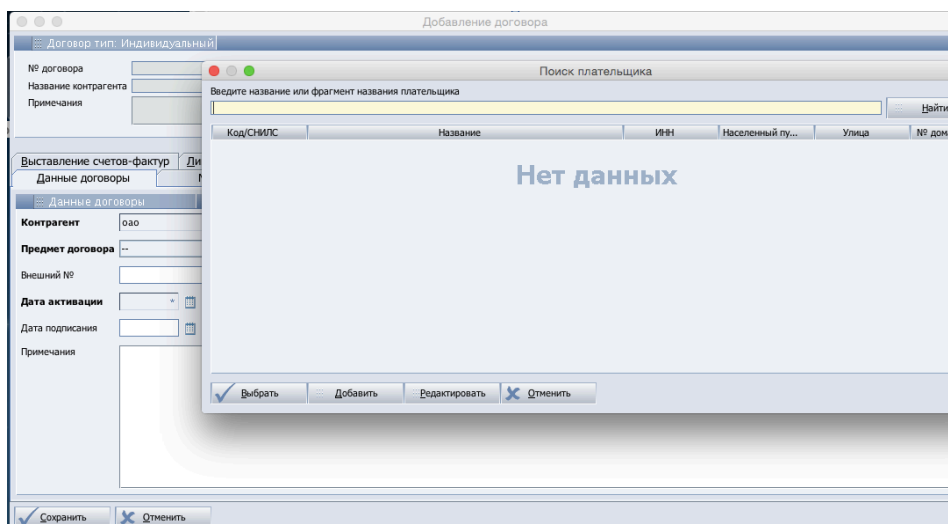 Добавление договора
Договор тип: Индивидуальный
№ договора
Название контрагента
Примечания
Поиск плательщика
Введите название или фрагмент названия плательщика
Найти
Код/СНИЛС Название ИНН Населенный пу... Улица № дом
Нет данных
Выставление счетов-фактур Ли
Данные договоры
Данные договоры
Контрагент оао
Предмет договора --
Внешний №
Дата активации *
Дата подписания
Примечания
Выбрать Добавить Редактировать Отменить
Сохранить Отменить